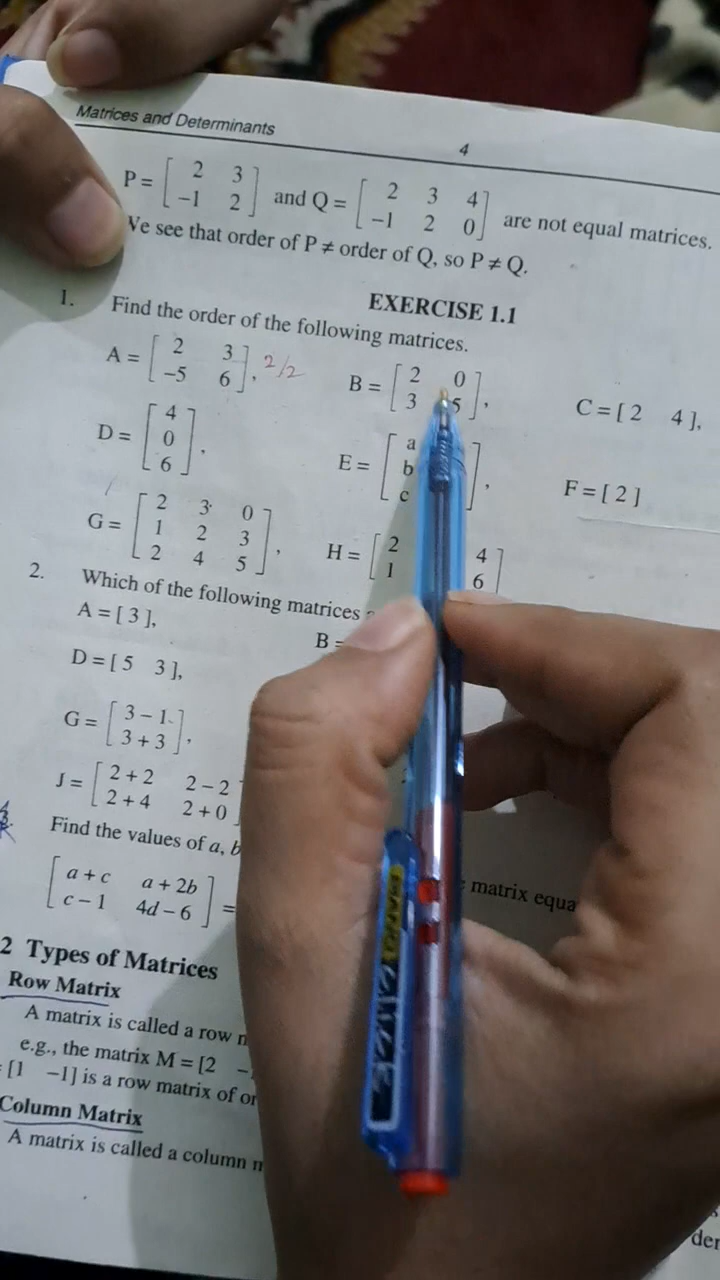 Matrices and Determinants
4
P = [ 2 3 −1 2 ] and Q = [ 2 3 4 −1 2 0 ] are not equal matrices.
Ve see that order of P ≠ order of Q, so P ≠ Q.
EXERCISE 1.1
1. Find the order of the following matrices.
A = [ 2 3 −5 6 ], 2/2 B = [ 2 0 3 5 ], C = [ 2 4 ],
D = [ 4 0 6 ], E = [ a b c ], F = [ 2 ]
G = [ 2 3 0 1 2 3 2 4 5 ], H = [ 2 4 1 6 ]
2. Which of the following matrices
A = [ 3 ], B =
D = [ 5 3 ],
G = [ 3 − 1 3 + 3 ],
J = [ 2 + 2 2 − 2 2 + 4 2 + 0
3. Find the values of a, b matrix equa
[ a + c a + 2b c − 1 4d − 6 ] =
2 Types of Matrices
Row Matrix
A matrix is called a row
e.g., the matrix M = [2 −
= [1 −1] is a row matrix of or
Column Matrix
A matrix is called a column
der